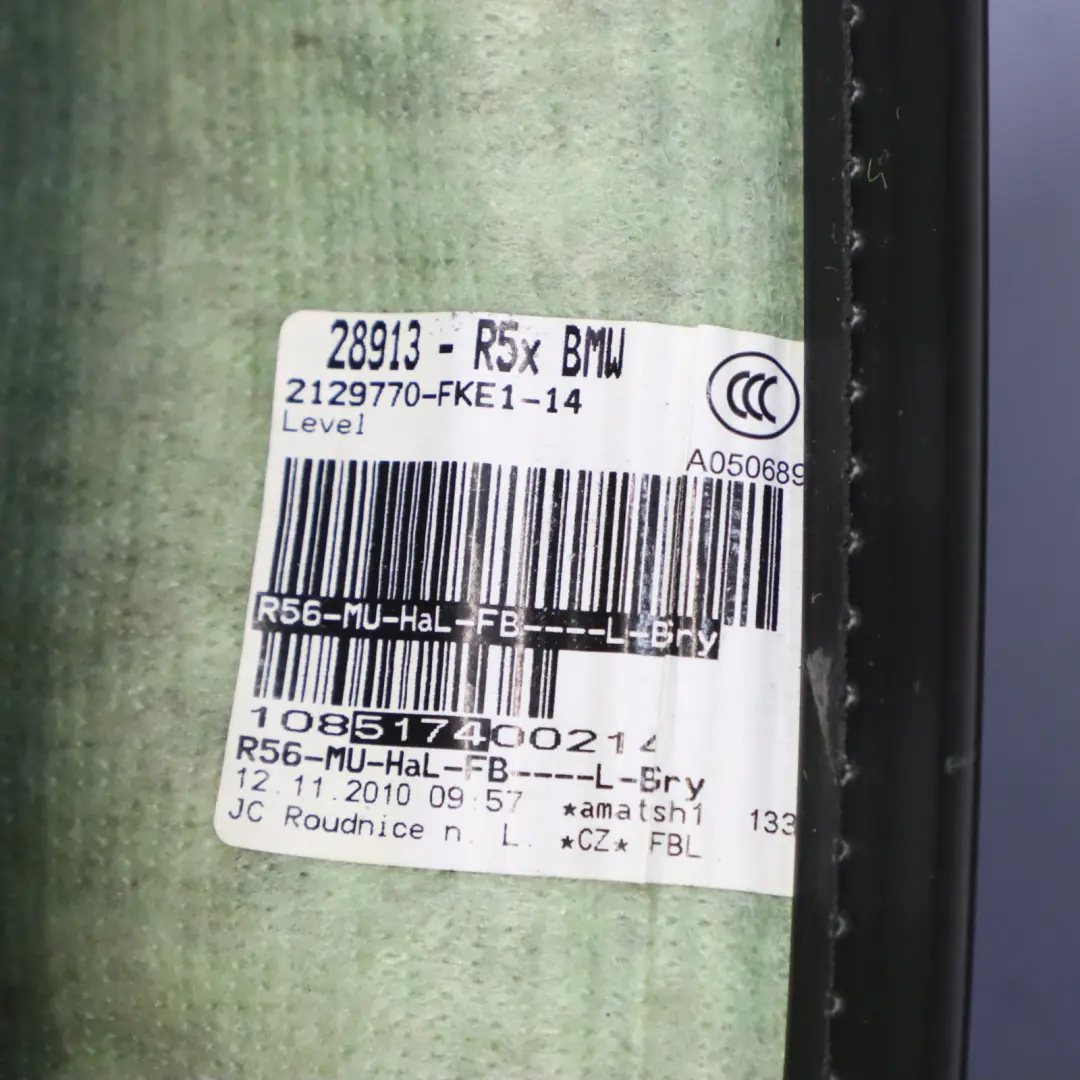 28913 - R5x BMW
2129770-FKE1-14
Level
CCC
A050689
R56-MU-HaL-FB----L-Bry
10851740021
R56-MU-HaL-FB----L-Bry
12.11.2010 09:57 *amatsh1 133
JC Roudnice n. L. *CZ* FBL